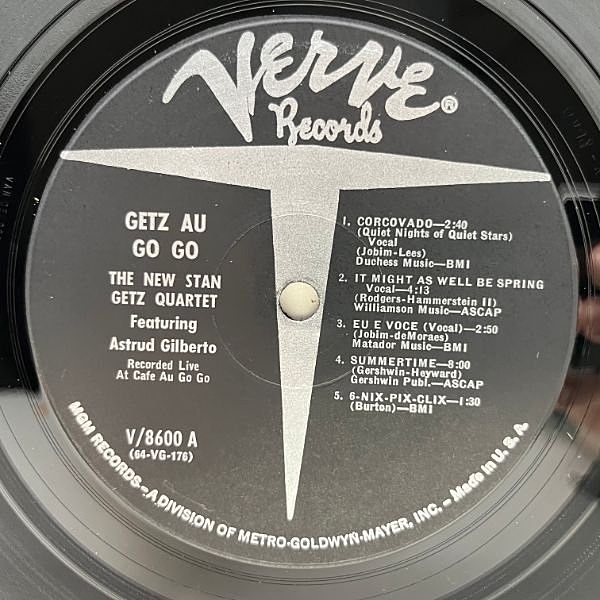 Verve®
Records
GETZ AU
GO GO
THE NEW STAN
GETZ QUARTET
Featuring
Astrud Gilberto
Recorded Live
At Cafe Au Go Go
V/8600 A
(64-VG-176)
1. CORCOVADO—2:40
(Quiet Nights of Quiet Stars)
Vocal
(Jobim-Lees)
Duchess Music—BMI
2. IT MIGHT AS WELL BE SPRING
Vocal—4:13
(Rodgers-Hammerstein II)
Williamson Music—ASCAP
3. EU E VOCE (Vocal)—2:50
(Jobim-deMoraes)
Matador Music—BMI
4. SUMMERTIME—8:00
(Gershwin-Heyward)
Gershwin Publ.—ASCAP
5. 6-NIX-PIX-CLIX—1:30
(Burton)—BMI
MGM RECORDS—A DIVISION OF METRO-GOLDWYN-MAYER, INC.—Made in U. S. A.